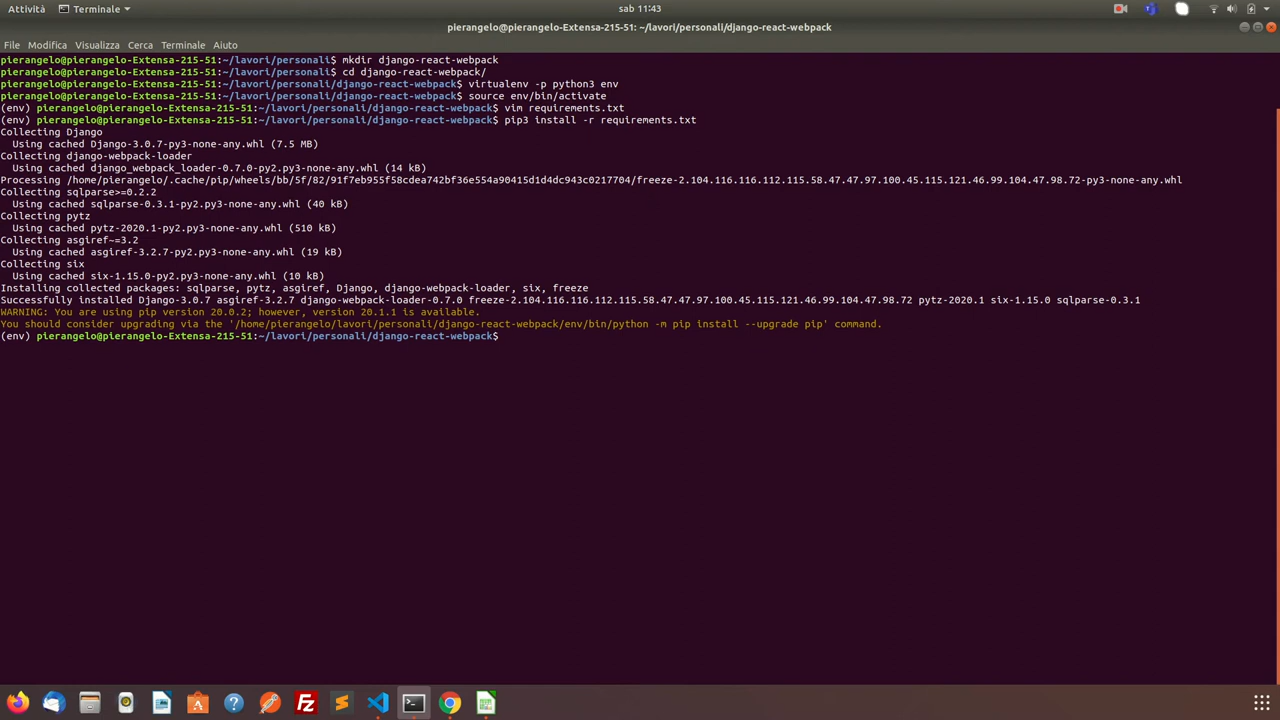 Attività
Terminale
sab 11:43
pierangelo@pierangelo-Extensa-215-51: ~/lavori/personali/django-react-webpack
File Modifica Visualizza Cerca Terminale Aiuto
pierangelo@pierangelo-Extensa-215-51:~/lavori/personali$ mkdir django-react-webpack
pierangelo@pierangelo-Extensa-215-51:~/lavori/personali$ cd django-react-webpack/
pierangelo@pierangelo-Extensa-215-51:~/lavori/personali/django-react-webpack$ virtualenv -p python3 env
pierangelo@pierangelo-Extensa-215-51:~/lavori/personali/django-react-webpack$ source env/bin/activate
(env) pierangelo@pierangelo-Extensa-215-51:~/lavori/personali/django-react-webpack$ vim requirements.txt
(env) pierangelo@pierangelo-Extensa-215-51:~/lavori/personali/django-react-webpack$ pip3 install -r requirements.txt
Collecting Django
  Using cached Django-3.0.7-py3-none-any.whl (7.5 MB)
Collecting django-webpack-loader
  Using cached django_webpack_loader-0.7.0-py2.py3-none-any.whl (14 kB)
Processing /home/pierangelo/.cache/pip/wheels/bb/5f/82/91f7eb955f58cdea742bf36e554a90415d1d4dc943c0217704/freeze-2.104.116.116.112.115.58.47.47.97.100.45.115.121.46.99.104.47.98.72-py3-none-any.whl
Collecting sqlparse>=0.2.2
  Using cached sqlparse-0.3.1-py2.py3-none-any.whl (40 kB)
Collecting pytz
  Using cached pytz-2020.1-py2.py3-none-any.whl (510 kB)
Collecting asgiref~=3.2
  Using cached asgiref-3.2.7-py2.py3-none-any.whl (19 kB)
Collecting six
  Using cached six-1.15.0-py2.py3-none-any.whl (10 kB)
Installing collected packages: sqlparse, pytz, asgiref, Django, django-webpack-loader, six, freeze
Successfully installed Django-3.0.7 asgiref-3.2.7 django-webpack-loader-0.7.0 freeze-2.104.116.116.112.115.58.47.47.97.100.45.115.121.46.99.104.47.98.72 pytz-2020.1 six-1.15.0 sqlparse-0.3.1
WARNING: You are using pip version 20.0.2; however, version 20.1.1 is available.
You should consider upgrading via the '/home/pierangelo/lavori/personali/django-react-webpack/env/bin/python -m pip install --upgrade pip' command.
(env) pierangelo@pierangelo-Extensa-215-51:~/lavori/personali/django-react-webpack$